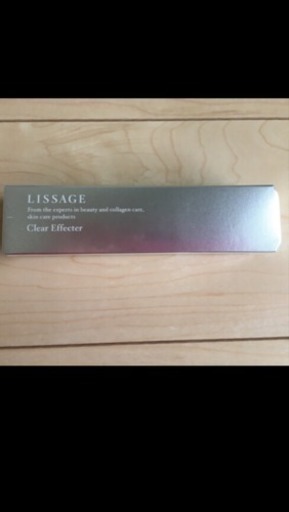 LISSAGE
From the experts in beauty and collagen care,
skin care products
Clear Effecter